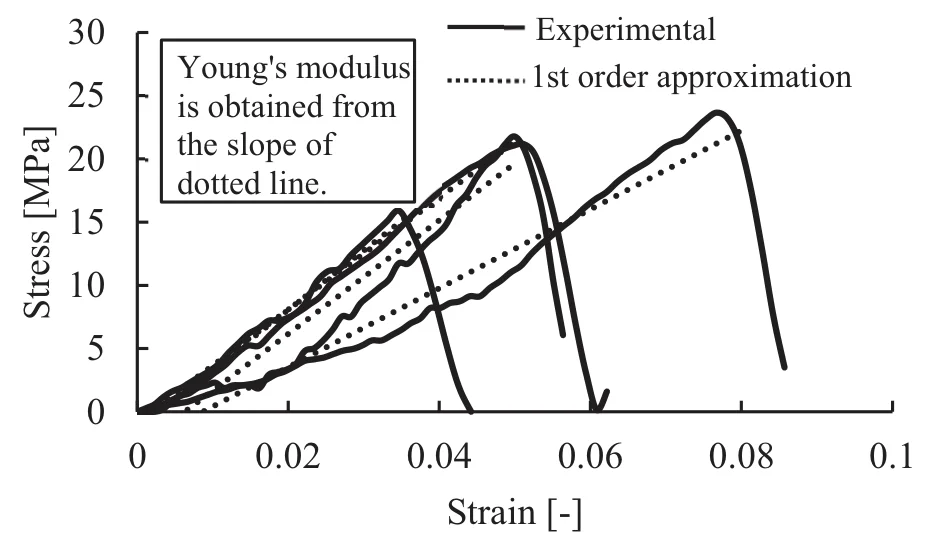 Experimental
1st order approximation
Young's modulus
is obtained from
the slope of
dotted line.
Stress [MPa]
30
25
20
15
10
5
0
0 0.02 0.04 0.06 0.08 0.1
Strain [-]